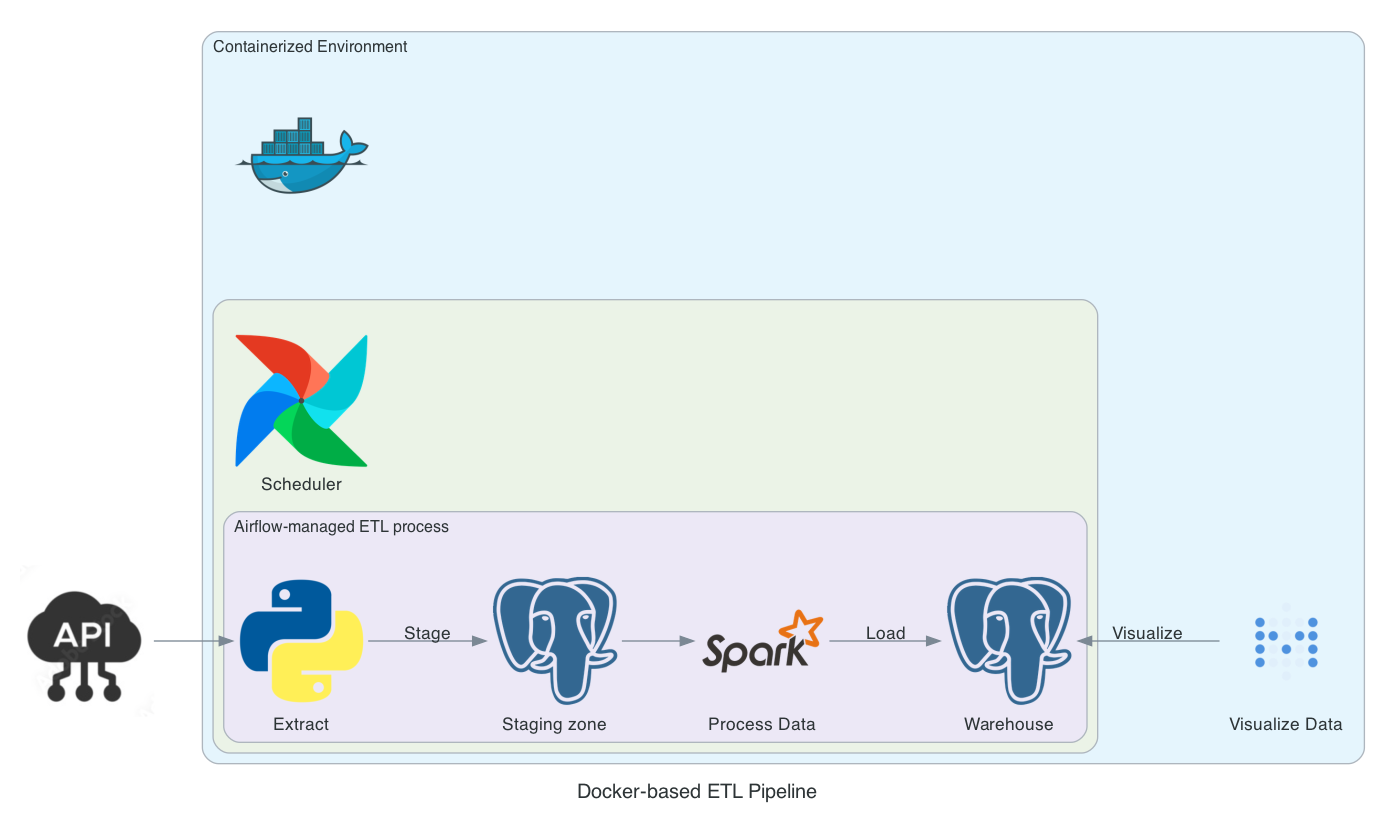 Containerized Environment
Scheduler
Airflow-managed ETL process
API
Stage
Spark
Load
Visualize
Extract
Staging zone
Process Data
Warehouse
Visualize Data
Docker-based ETL Pipeline